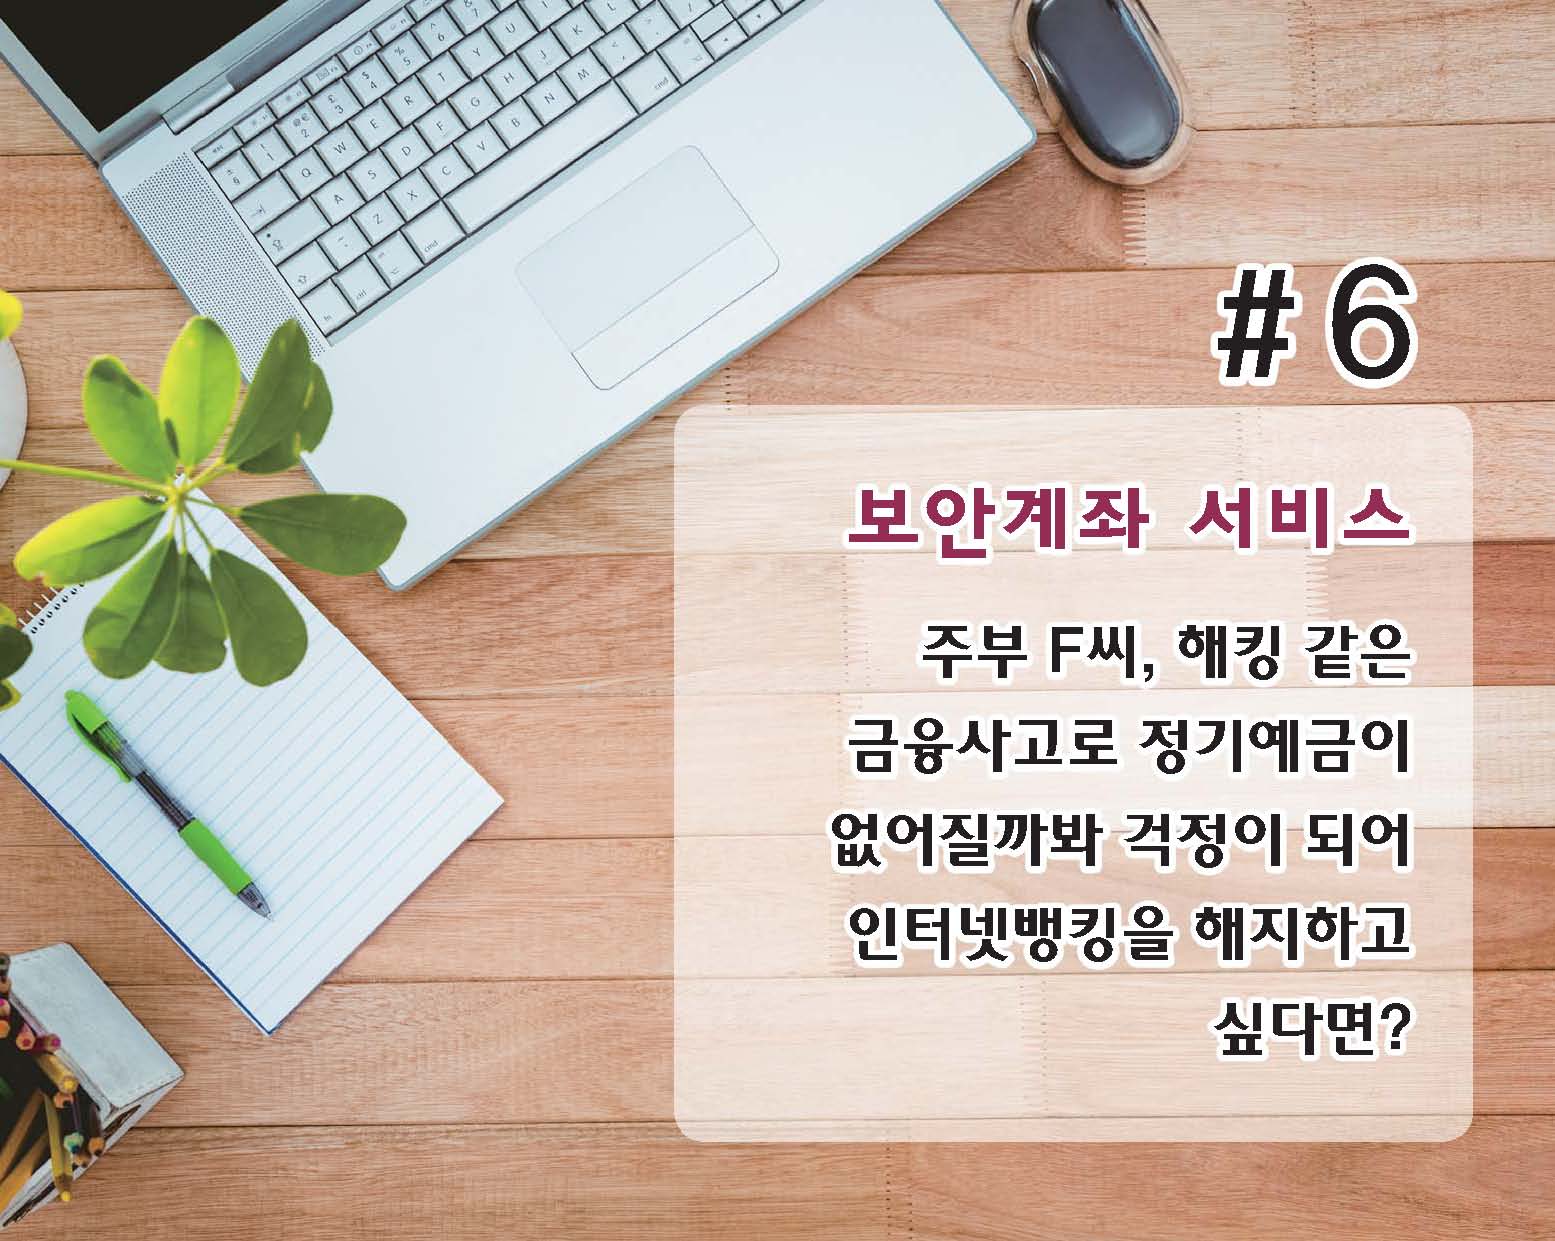 #6
보안계좌 서비스
주부 F씨, 해킹 같은
금융사고로 정기예금이
없어질까봐 걱정이 되어
인터넷뱅킹을 해지하고
싶다면?